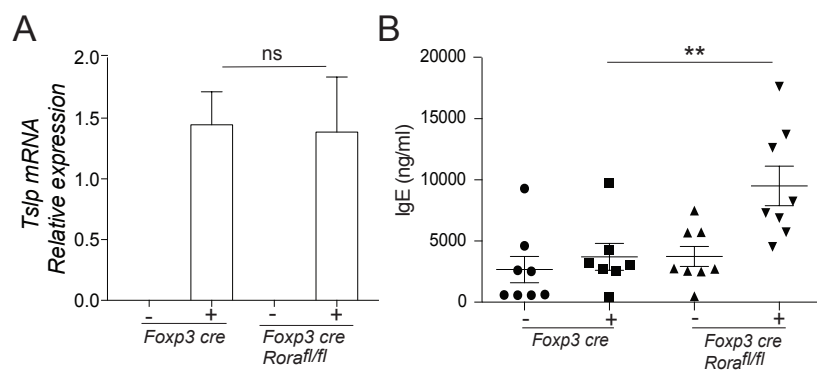 A
Tslp mRNA
Relative expression
2.0
1.5
1.0
0.5
0.0
ns
- + - +
Foxp3 cre
Foxp3 cre
Rorafl/fl
B
IgE (ng/ml)
20000
15000
10000
5000
0
**
- + - +
Foxp3 cre
Foxp3 cre
Rorafl/fl